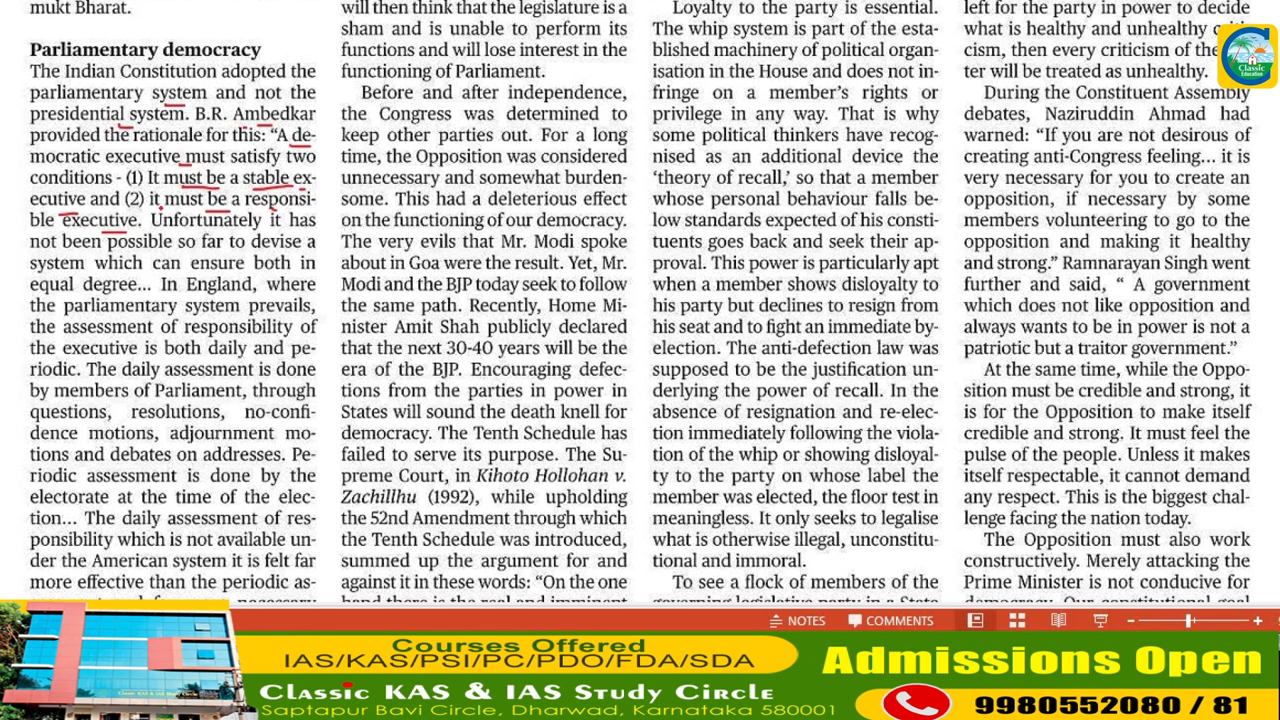 mukt Bharat.
Parliamentary democracy
The Indian Constitution adopted the
parliamentary system and not the
presidential system. B.R. Ambedkar
provided the rationale for this: “A de-
mocratic executive must satisfy two
conditions - (1) It must be a stable ex-
ecutive and (2) it must be a responsi-
ble executive. Unfortunately it has
not been possible so far to devise a
system which can ensure both in
equal degree... In England, where
the parliamentary system prevails,
the assessment of responsibility of
the executive is both daily and pe-
riodic. The daily assessment is done
by members of Parliament, through
questions, resolutions, no-confi-
dence motions, adjournment mo-
tions and debates on addresses. Pe-
riodic assessment is done by the
electorate at the time of the elec-
tion... The daily assessment of res-
ponsibility which is not available un-
der the American system it is felt far
more effective than the periodic as-
will then think that the legislature is a
sham and is unable to perform its
functions and will lose interest in the
functioning of Parliament.
Before and after independence,
the Congress was determined to
keep other parties out. For a long
time, the Opposition was considered
unnecessary and somewhat burden-
some. This had a deleterious effect
on the functioning of our democracy.
The very evils that Mr. Modi spoke
about in Goa were the result. Yet, Mr.
Modi and the BJP today seek to follow
the same path. Recently, Home Mi-
nister Amit Shah publicly declared
that the next 30-40 years will be the
era of the BJP. Encouraging defec-
tions from the parties in power in
States will sound the death knell for
democracy. The Tenth Schedule has
failed to serve its purpose. The Su-
preme Court, in Kihoto Hollohan v.
Zachillhu (1992), while upholding
the 52nd Amendment through which
the Tenth Schedule was introduced,
summed up the argument for and
against it in these words: “On the one
hand there is the real and imminent
Loyalty to the party is essential.
The whip system is part of the esta-
blished machinery of political organ-
isation in the House and does not in-
fringe on a member’s rights or
privilege in any way. That is why
some political thinkers have recog-
nised as an additional device the
‘theory of recall,’ so that a member
whose personal behaviour falls be-
low standards expected of his consti-
tuents goes back and seek their ap-
proval. This power is particularly apt
when a member shows disloyalty to
his party but declines to resign from
his seat and to fight an immediate by-
election. The anti-defection law was
supposed to be the justification un-
derlying the power of recall. In the
absence of resignation and re-elec-
tion immediately following the viola-
tion of the whip or showing disloyal-
ty to the party on whose label the
member was elected, the floor test in
meaningless. It only seeks to legalise
what is otherwise illegal, unconstitu-
tional and immoral.
To see a flock of members of the
governing legislative party in a State
left for the party in power to decide
what is healthy and unhealthy
cism, then every criticism of the
ter will be treated as unhealthy.
During the Constituent Assembly
debates, Naziruddin Ahmad had
warned: “If you are not desirous of
creating anti-Congress feeling... it is
very necessary for you to create an
opposition, if necessary by some
members volunteering to go to the
opposition and making it healthy
and strong.” Ramnarayan Singh went
further and said, “ A government
which does not like opposition and
always wants to be in power is not a
patriotic but a traitor government.”
At the same time, while the Oppo-
sition must be credible and strong, it
is for the Opposition to make itself
credible and strong. It must feel the
pulse of the people. Unless it makes
itself respectable, it cannot demand
any respect. This is the biggest chal-
lenge facing the nation today.
The Opposition must also work
constructively. Merely attacking the
Prime Minister is not conducive for
democracy. Our constitutional goal
Classic
Education
NOTES
COMMENTS
Courses Offered
IAS/KAS/PSI/PC/PDO/FDA/SDA
Classic KAS & IAS Study Circle
Saptapur Bavi Circle, Dharwad, Karnataka 580001
Admissions Open
9980552080 / 81